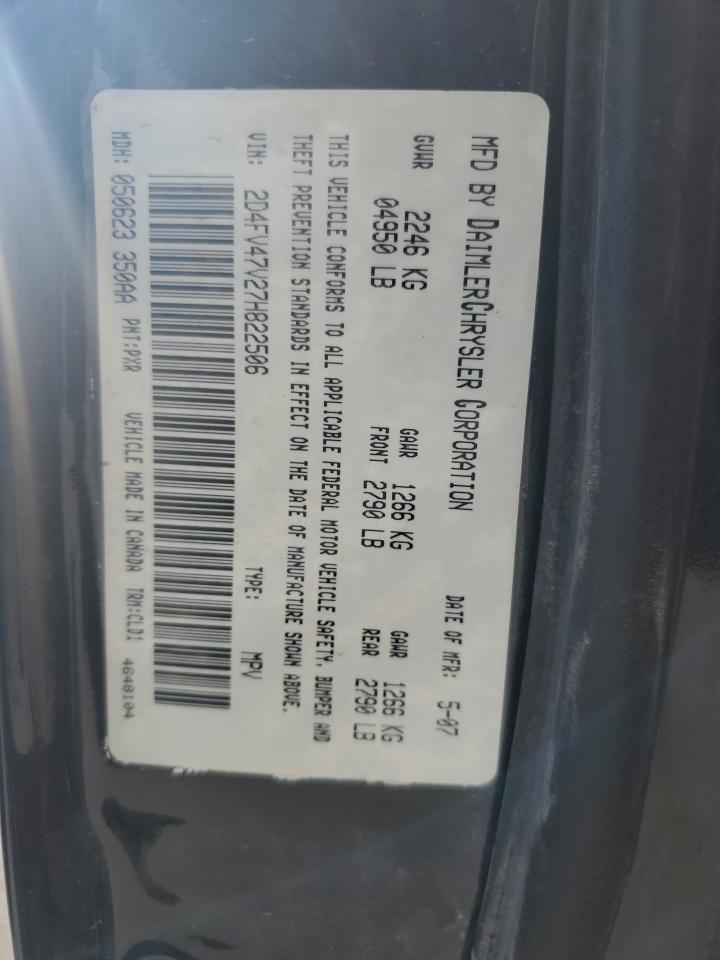 MFD BY DAIMLERCHRYSLER CORPORATION DATE OF MFR: 5-07
GVWR 2246 KG GAWR 1266 KG GAWR 1266 KG
04950 LB FRONT 2790 LB REAR 2790 LB
THIS VEHICLE CONFORMS TO ALL APPLICABLE FEDERAL MOTOR VEHICLE SAFETY, BUMPER AND
THEFT PREVENTION STANDARDS IN EFFECT ON THE DATE OF MANUFACTURE SHOWN ABOVE.
VIN: 2D4FV47V27H822506 TYPE: MPV
MDH: 050623 350AA PNT:PXR VEHICLE MADE IN CANADA TRM:CLD1 4648104